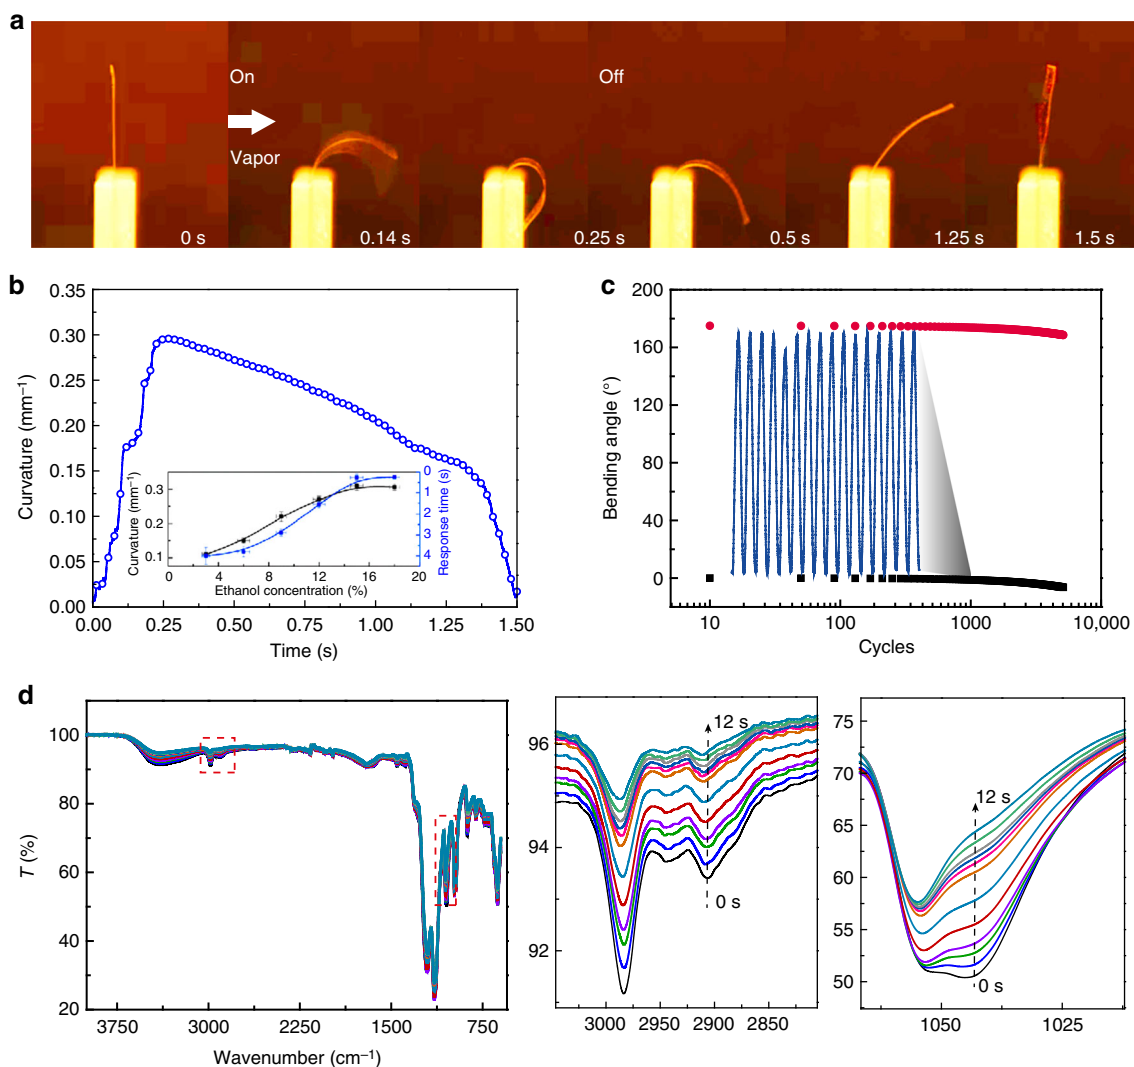 a
On
Off
Vapor
0 s
0.14 s
0.25 s
0.5 s
1.25 s
1.5 s
b
Curvature (mm⁻¹)
0.35
0.30
0.25
0.20
0.15
0.10
0.05
0.00
0.00 0.25 0.50 0.75 1.00 1.25 1.50
Time (s)
Curvature (mm⁻¹)
0.3
0.2
0.1
0 4 8 12 16 20
Ethanol concentration (%)
0
1
2
3
4
Response time (s)
c
Bending angle (°)
200
160
120
80
40
0
10 100 1000 10,000
Cycles
d
T (%)
100
80
60
40
20
3750 3000 2250 1500 750
Wavenumber (cm⁻¹)
96
94
92
12 s
0 s
3000 2950 2900 2850
75
70
65
60
55
50
12 s
0 s
1050 1025